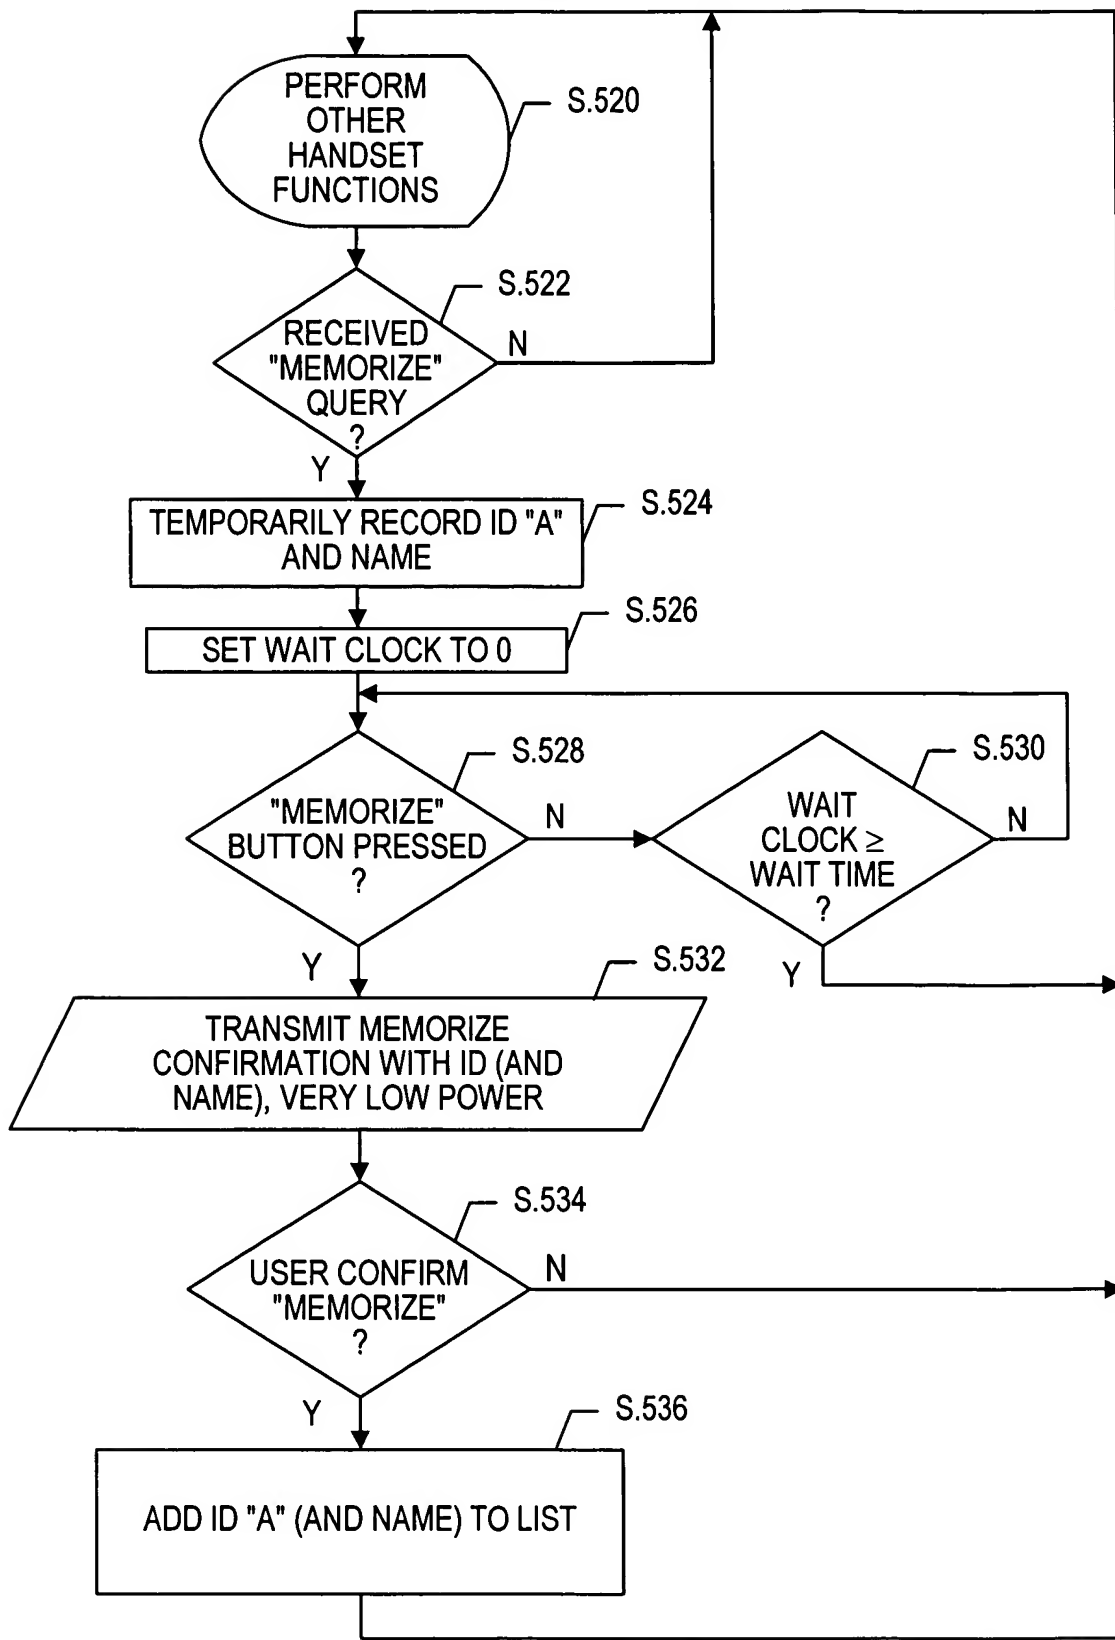 PERFORM
OTHER
HANDSET
FUNCTIONS
S.520
S.522
RECEIVED
"MEMORIZE"
QUERY
?
N
Y
S.524
TEMPORARILY RECORD ID "A"
AND NAME
S.526
SET WAIT CLOCK TO 0
S.528
"MEMORIZE"
BUTTON PRESSED
?
N
S.530
WAIT
CLOCK ≥
WAIT TIME
?
N
Y
Y
S.532
TRANSMIT MEMORIZE
CONFIRMATION WITH ID (AND
NAME), VERY LOW POWER
S.534
USER CONFIRM
"MEMORIZE"
?
N
Y
S.536
ADD ID "A" (AND NAME) TO LIST